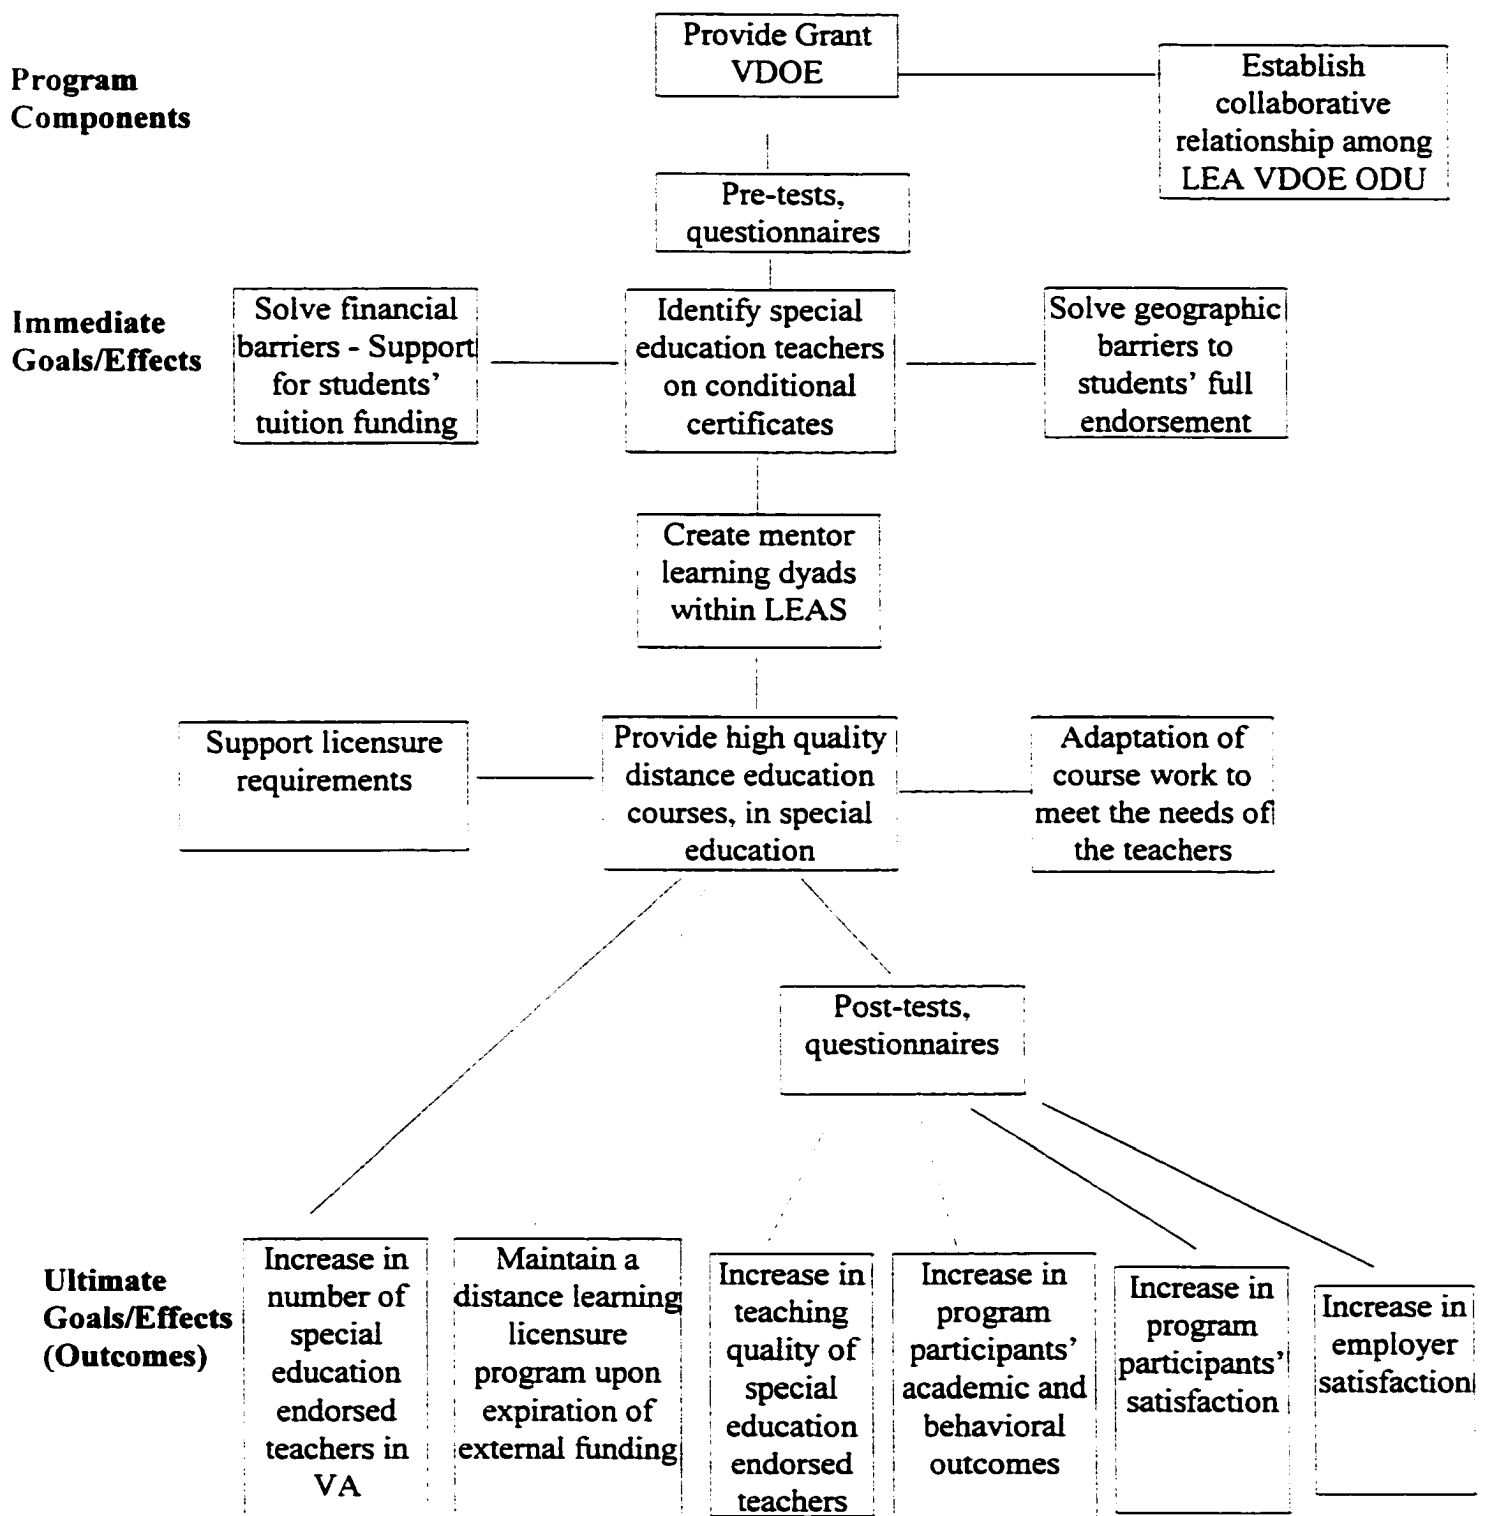 Program
Components
Provide Grant
VDOE
Establish
collaborative
relationship among
LEA VDOE ODU
Pre-tests,
questionnaires
Immediate
Goals/Effects
Solve financial
barriers - Support
for students'
tuition funding
Identify special
education teachers
on conditional
certificates
Solve geographic
barriers to
students' full
endorsement
Create mentor
learning dyads
within LEAS
Support licensure
requirements
Provide high quality
distance education
courses, in special
education
Adaptation of
course work to
meet the needs of
the teachers
Post-tests,
questionnaires
Ultimate
Goals/Effects
(Outcomes)
Increase in
number of
special
education
endorsed
teachers in
VA
Maintain a
distance learning
licensure
program upon
expiration of
external funding
Increase in
teaching
quality of
special
education
endorsed
teachers
Increase in
program
participants'
academic and
behavioral
outcomes
Increase in
program
participants'
satisfaction
Increase in
employer
satisfaction